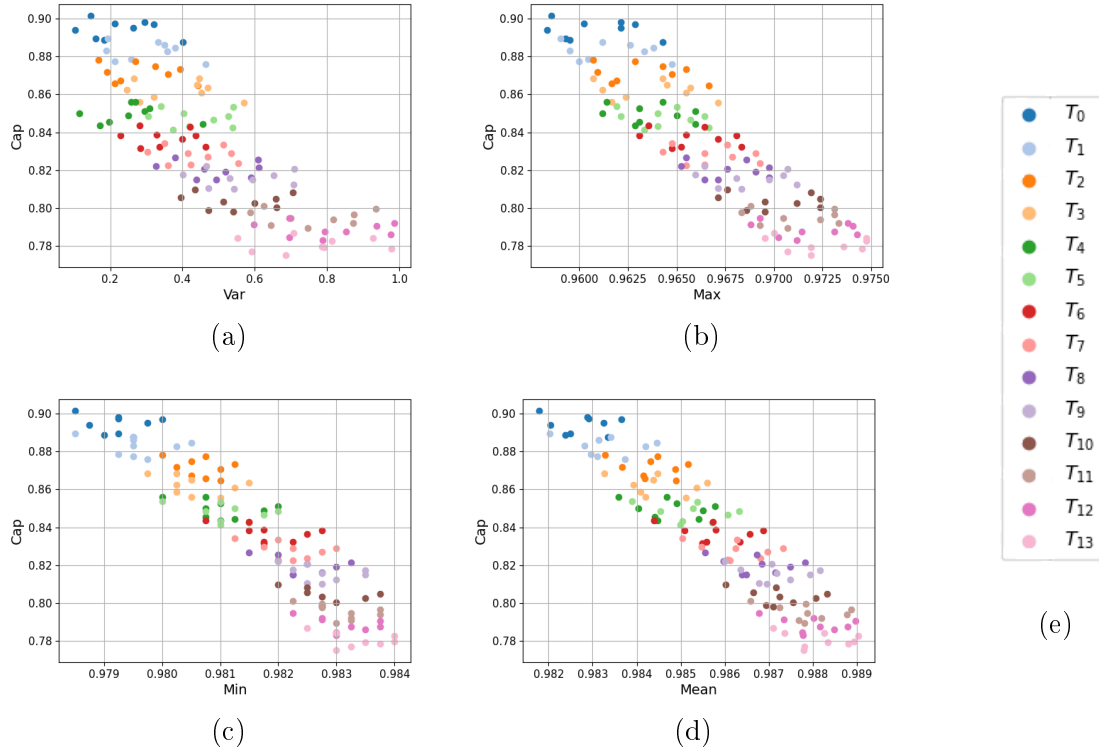 0.90
0.88
0.86
0.84
0.82
0.80
0.78
Cap
0.2 0.4 0.6 0.8 1.0
Var
(a)
0.90
0.88
0.86
0.84
0.82
0.80
0.78
Cap
0.9600 0.9625 0.9650 0.9675 0.9700 0.9725 0.9750
Max
(b)
0.90
0.88
0.86
0.84
0.82
0.80
0.78
Cap
0.979 0.980 0.981 0.982 0.983 0.984
Min
(c)
0.90
0.88
0.86
0.84
0.82
0.80
0.78
Cap
0.982 0.983 0.984 0.985 0.986 0.987 0.988 0.989
Mean
(d)
T0
T1
T2
T3
T4
T5
T6
T7
T8
T9
T10
T11
T12
T13
(e)